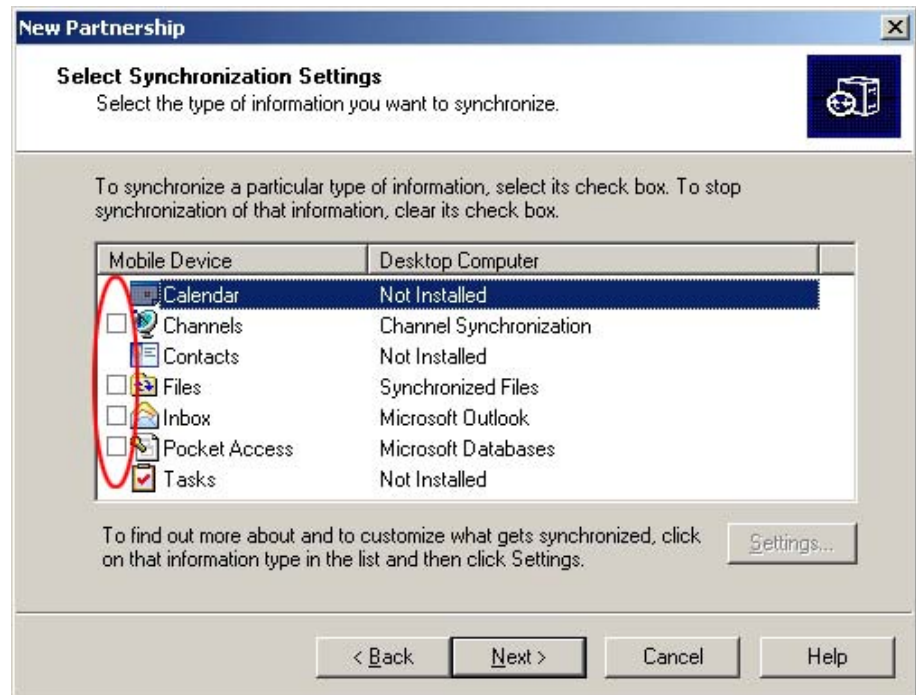 New Partnership
Select Synchronization Settings
Select the type of information you want to synchronize.
To synchronize a particular type of information, select its check box. To stop
synchronization of that information, clear its check box.
Mobile Device Desktop Computer
Calendar Not Installed
Channels Channel Synchronization
Contacts Not Installed
Files Synchronized Files
Inbox Microsoft Outlook
Pocket Access Microsoft Databases
Tasks Not Installed
To find out more about and to customize what gets synchronized, click
on that information type in the list and then click Settings.
Settings...
< Back Next > Cancel Help